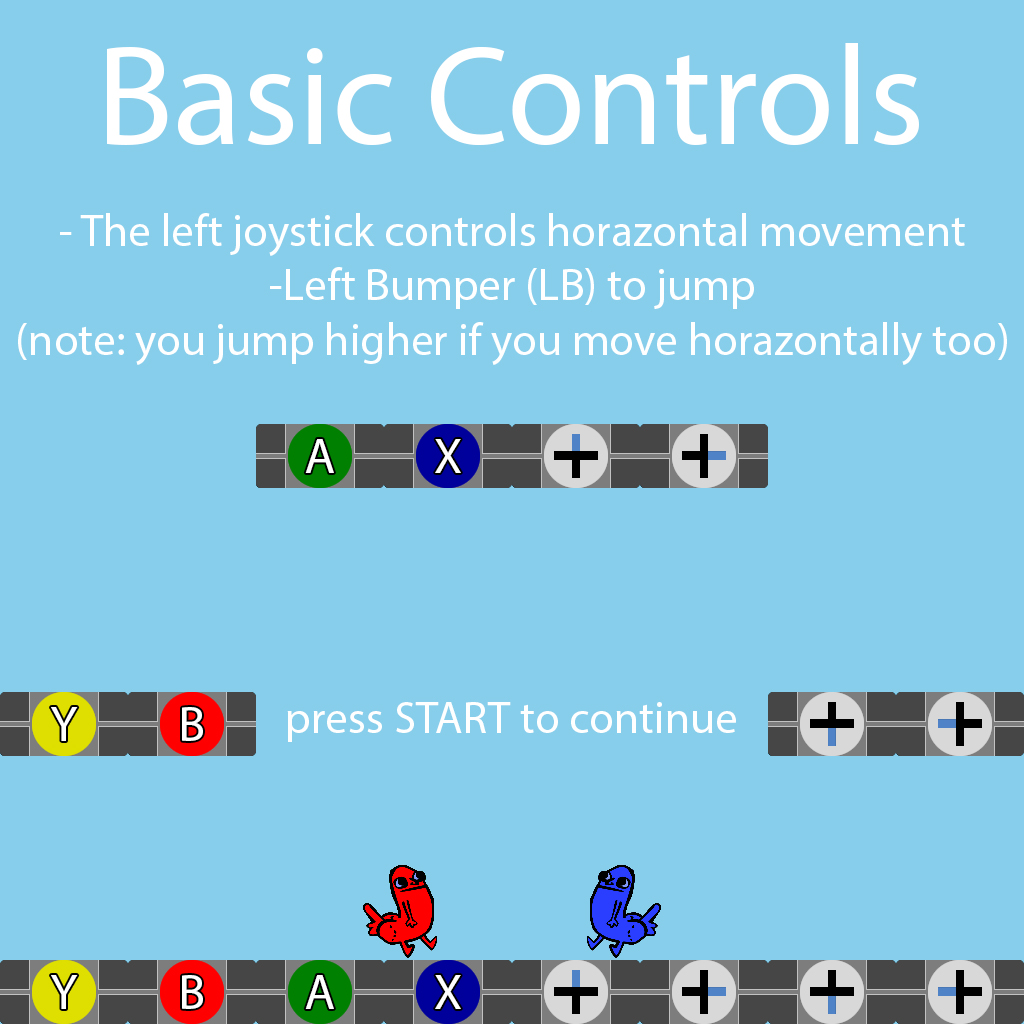 Basic Controls
- The left joystick controls horazontal movement
-Left Bumper (LB) to jump
(note: you jump higher if you move horazontally too)
A X
Y B press START to continue
Y B A X